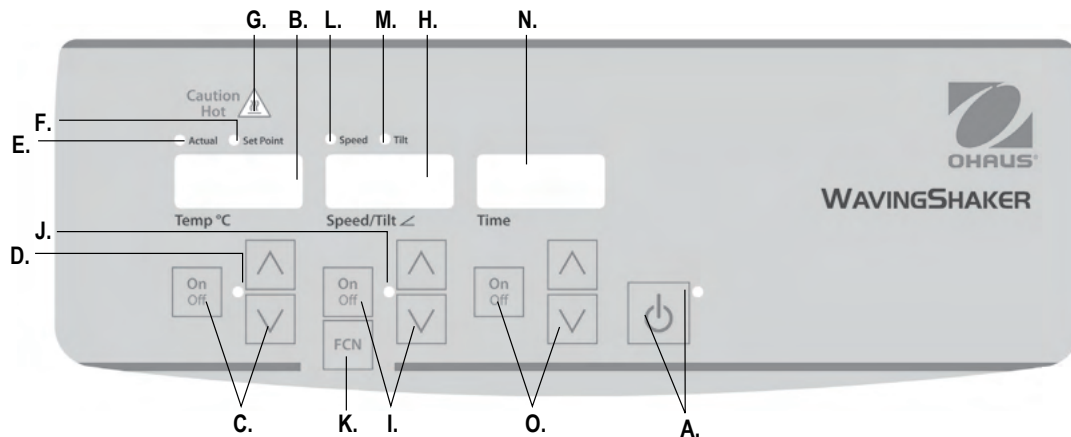 G. B. L. M. H. N.
Caution
Hot
F.
E.
Actual Set Point Speed Tilt
OHAUS®
WAVINGSHAKER
Temp °C Speed/Tilt ∠ Time
J.
D.
On
Off
On
Off
On
Off
FCN
C. K. I. O. A.